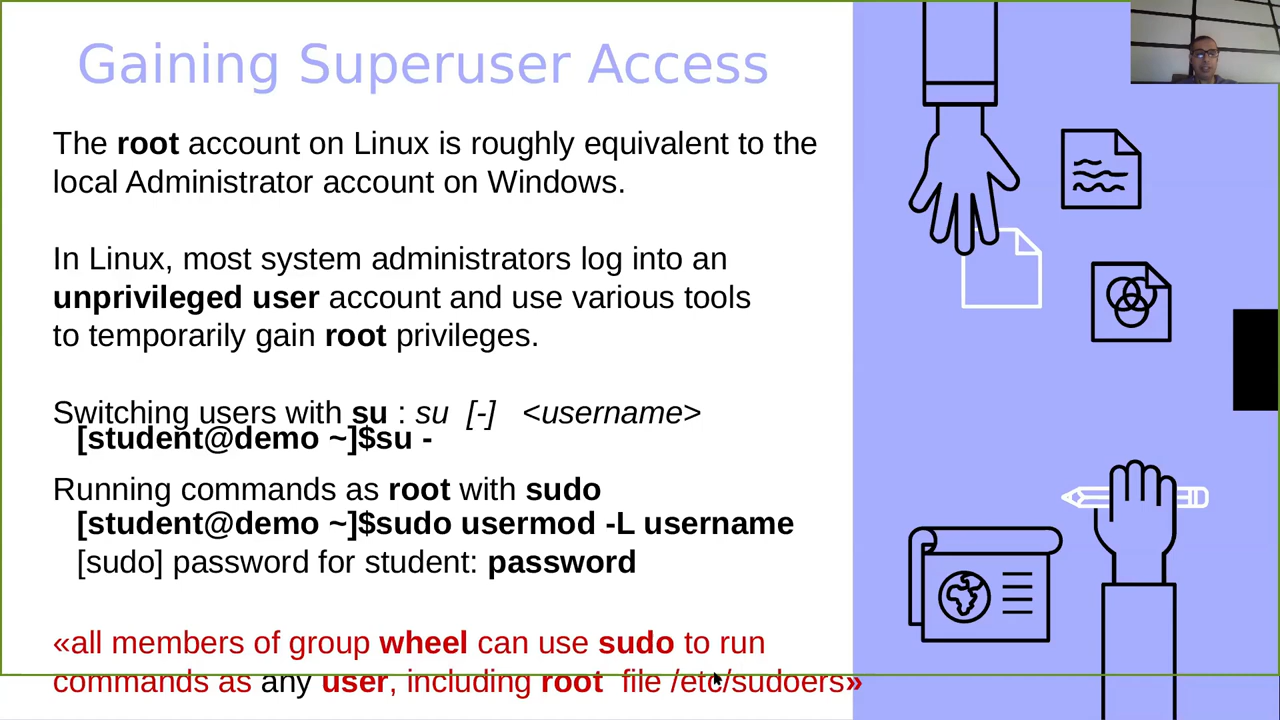 Gaining Superuser Access
The root account on Linux is roughly equivalent to the
local Administrator account on Windows.
In Linux, most system administrators log into an
unprivileged user account and use various tools
to temporarily gain root privileges.
Switching users with su : su [-] <username>
[student@demo ~]$su -
Running commands as root with sudo
[student@demo ~]$sudo usermod -L username
[sudo] password for student: password
«all members of group wheel can use sudo to run
commands as any user, including root file /etc/sudoers»